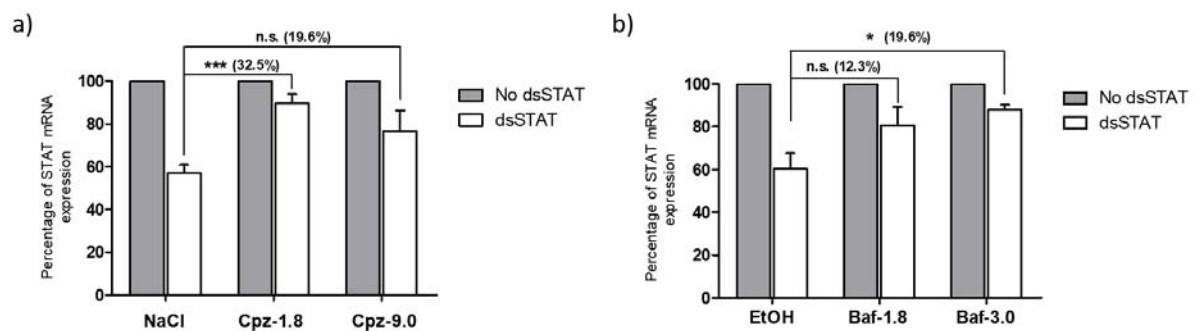 a)
n.s. (19.6%)
*** (32.5%)
100
80
60
40
20
0
Percentage of STAT mRNA
expression
NaCl
Cpz-1.8
Cpz-9.0
No dsSTAT
dsSTAT
b)
* (19.6%)
n.s. (12.3%)
100
80
60
40
20
0
Percentage of STAT mRNA
expression
EtOH
Baf-1.8
Baf-3.0
No dsSTAT
dsSTAT